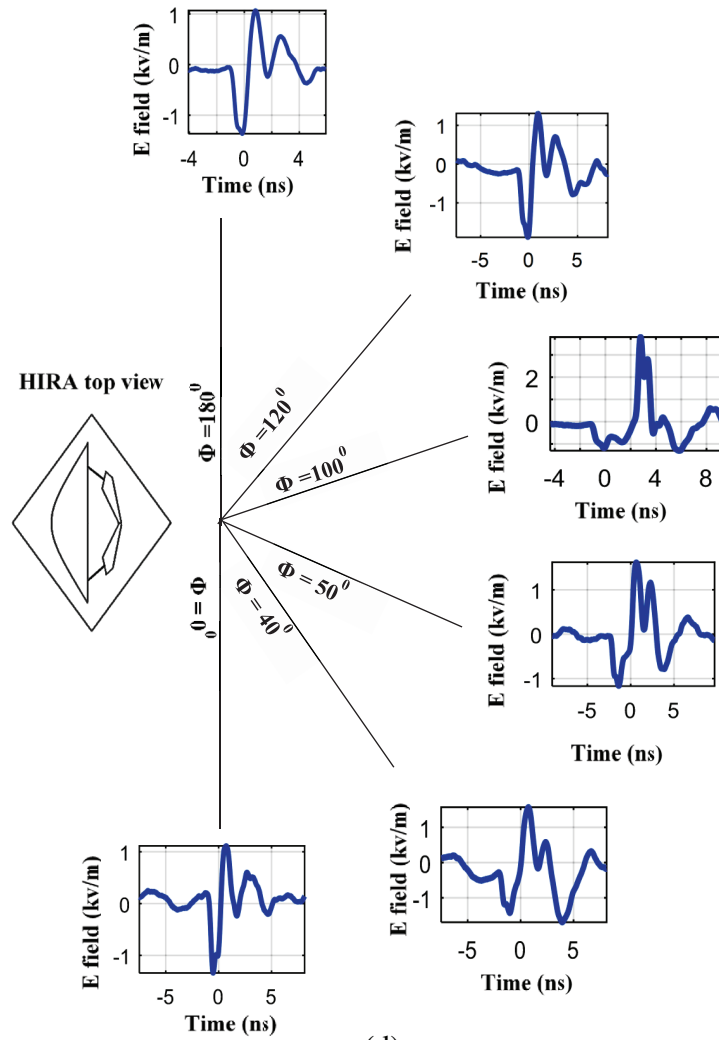 E field (kv/m)
1
0
-1
-4 0 4
Time (ns)
E field (kv/m)
1
0
-1
-5 0 5
Time (ns)
HIRA top view
Φ =180⁰
Φ =120⁰
Φ =100⁰
E field (kv/m)
2
0
-4 0 4 8
Time (ns)
0⁰ = Φ
Φ = 40⁰
Φ = 50⁰
E field (kv/m)
1
0
-1
-5 0 5
Time (ns)
E field (kv/m)
1
0
-1
-5 0 5
Time (ns)
E field (kv/m)
1
0
-1
-5 0 5
Time (ns)